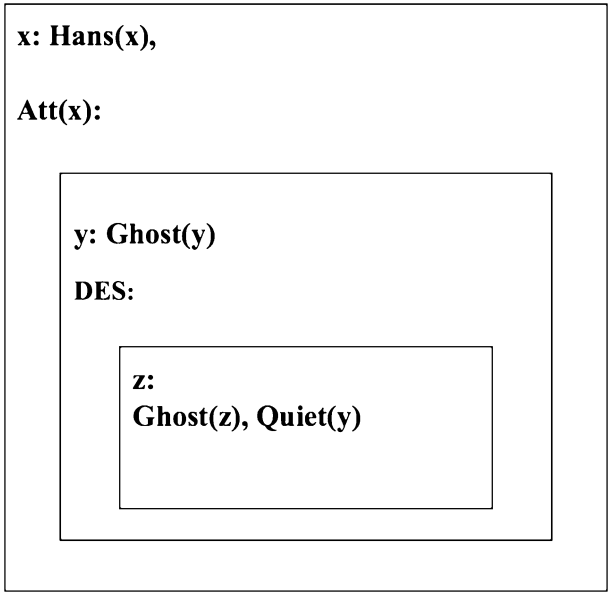 x: Hans(x),
Att(x):
y: Ghost(y)
DES:
z:
Ghost(z), Quiet(y)